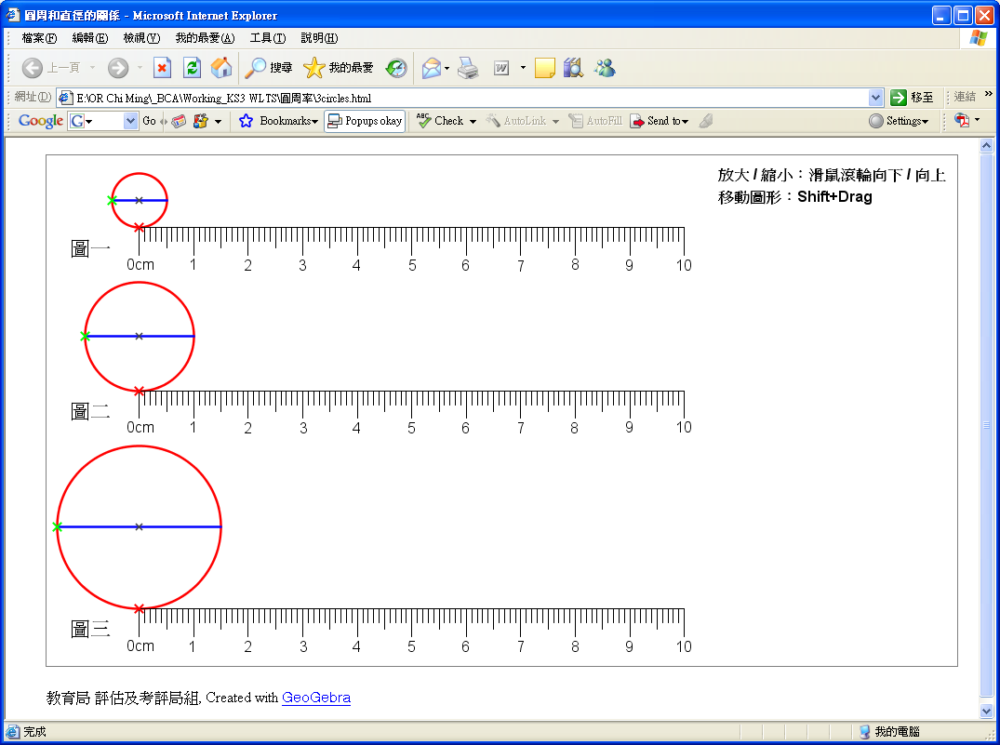 圓周和直徑的關係 - Microsoft Internet Explorer
檔案(F) 編輯(E) 檢視(V) 我的最愛(A) 工具(T) 說明(H)
上一頁 搜尋 我的最愛
網址(D) E:\OR Chi Ming\_BCA\Working_KS3 WLTS\圓周率\3circles.html 移至 連結 »
Google G Go Bookmarks Popups okay ABC Check AutoLink AutoFill Send to Settings
放大 / 縮小：滑鼠滾輪向下 / 向上
移動圖形：Shift+Drag
圖一
0cm 1 2 3 4 5 6 7 8 9 10
圖二
0cm 1 2 3 4 5 6 7 8 9 10
圖三
0cm 1 2 3 4 5 6 7 8 9 10
教育局 評估及考評局組, Created with GeoGebra
完成 我的電腦